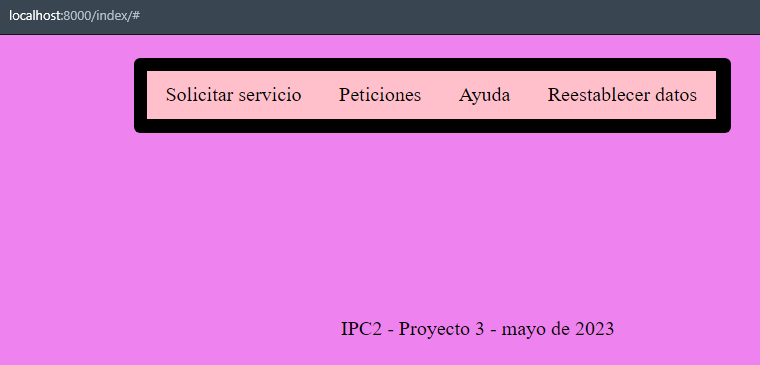 localhost:8000/index/#
Solicitar servicio Peticiones Ayuda Reestablecer datos
IPC2 - Proyecto 3 - mayo de 2023